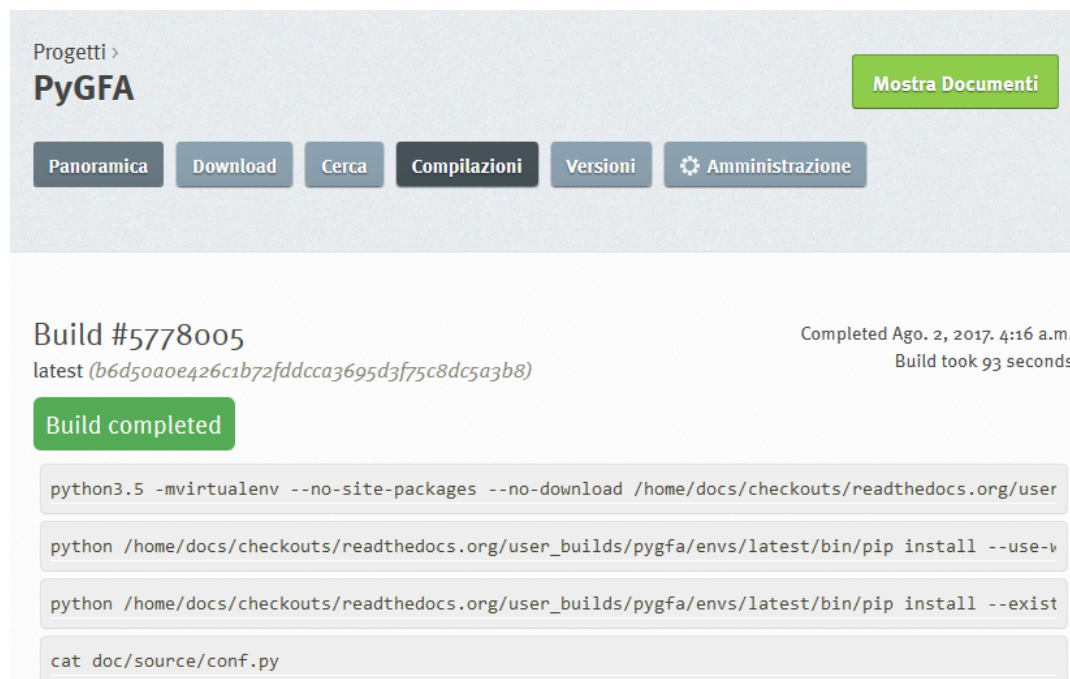 Progetti ›
PyGFA
Mostra Documenti
Panoramica Download Cerca Compilazioni Versioni Amministrazione
Build #5778005
Completed Ago. 2, 2017. 4:16 a.m.
latest (b6d50a0e426c1b72fddcca3695d3f75c8dc5a3b8)
Build took 93 seconds
Build completed
python3.5 -mvirtualenv --no-site-packages --no-download /home/docs/checkouts/readthedocs.org/user
python /home/docs/checkouts/readthedocs.org/user_builds/pygfa/envs/latest/bin/pip install --use-w
python /home/docs/checkouts/readthedocs.org/user_builds/pygfa/envs/latest/bin/pip install --exist
cat doc/source/conf.py